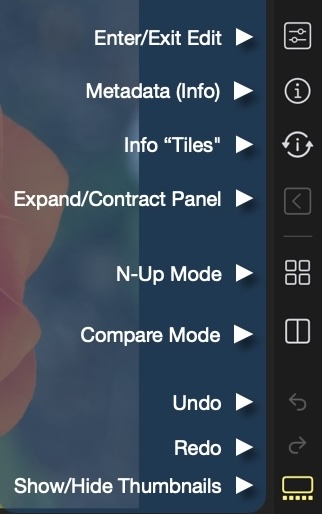 Enter/Exit Edit
Metadata (Info)
Info “Tiles"
Expand/Contract Panel
N-Up Mode
Compare Mode
Undo
Redo
Show/Hide Thumbnails